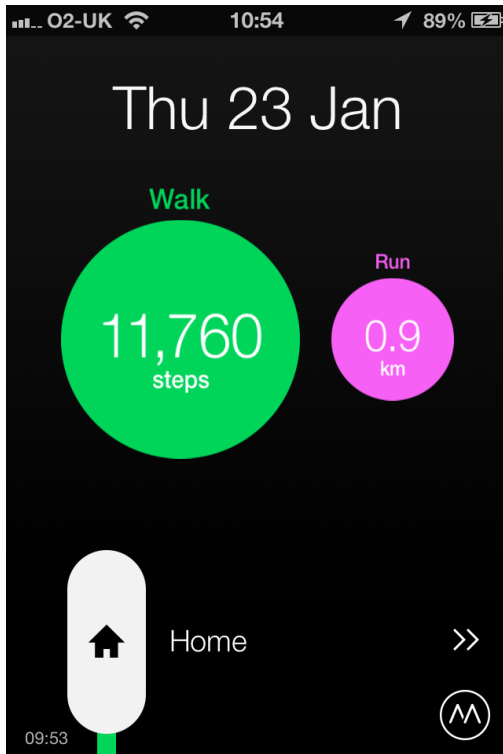 O2-UK 10:54 89%
Thu 23 Jan
Walk
Run
11,760
steps
0.9
km
Home
09:53